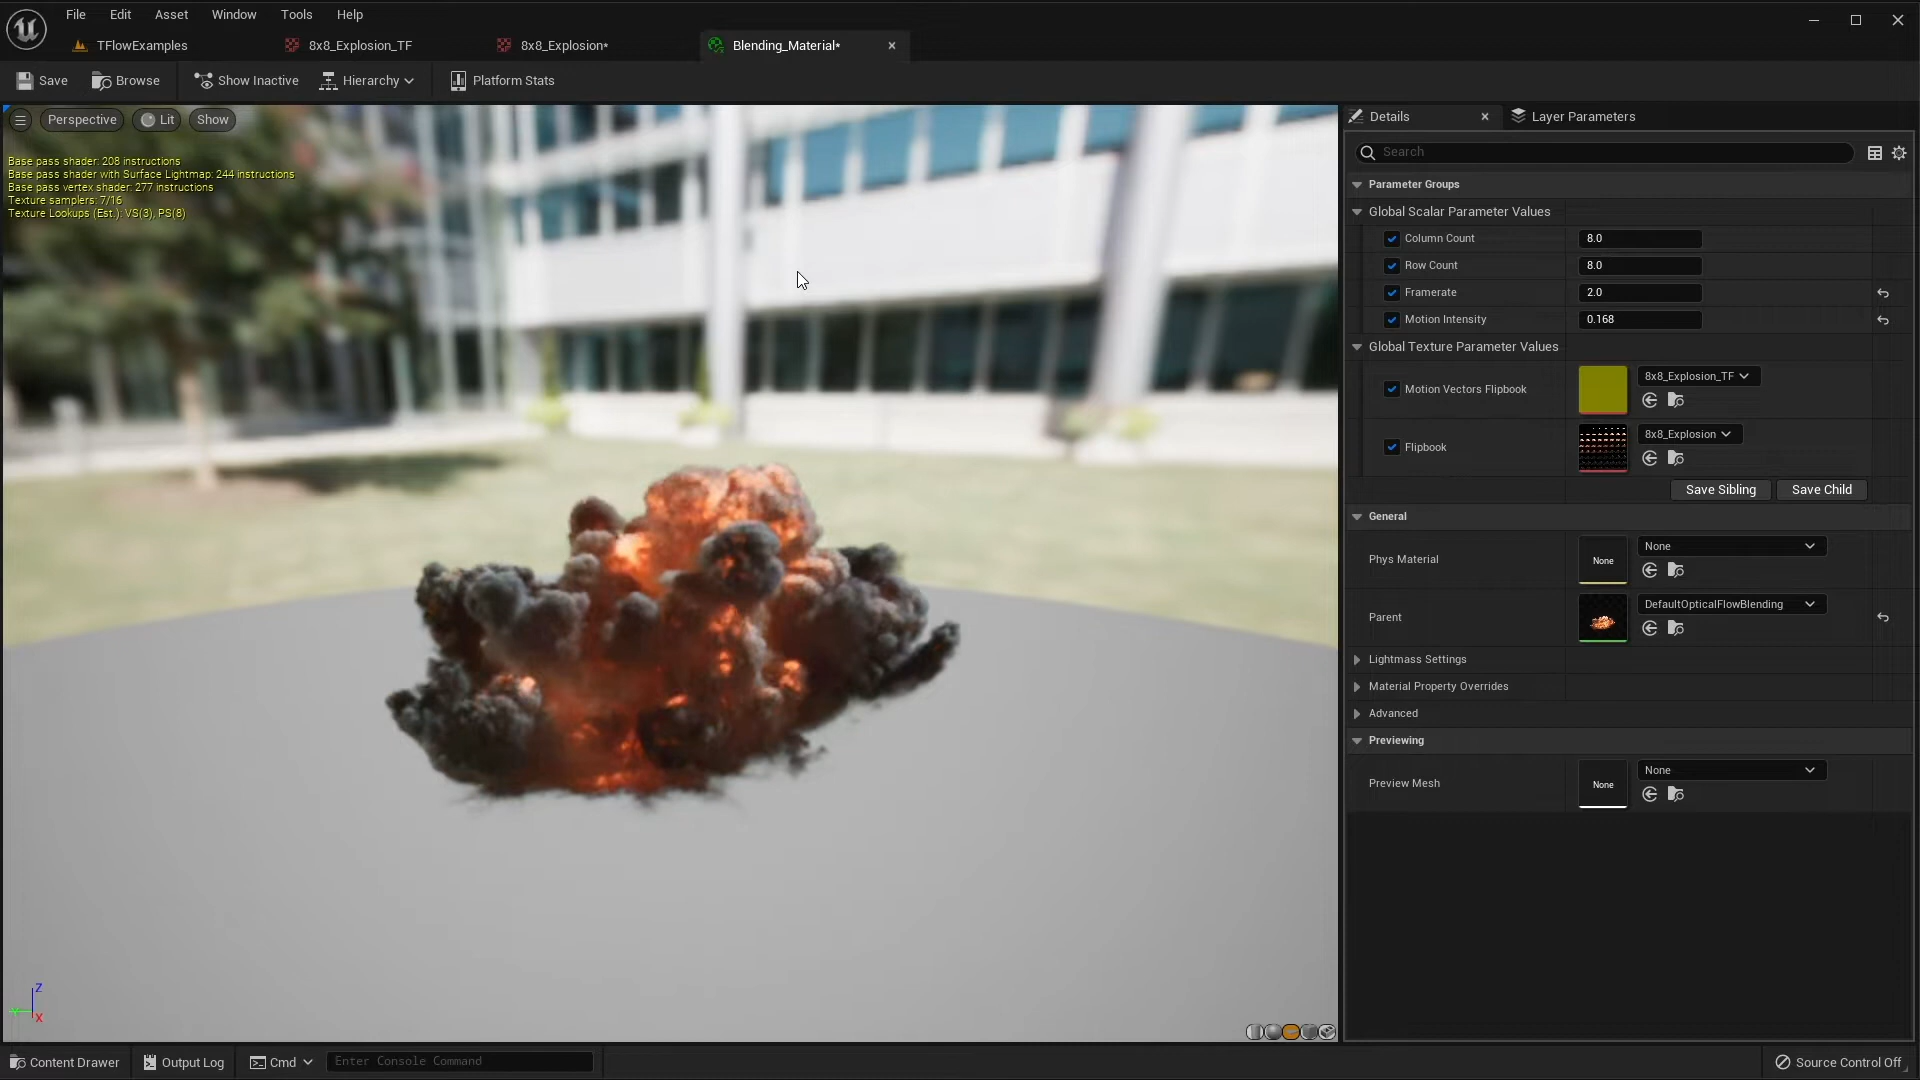 File Edit Asset Window Tools Help
TFlowExamples 8x8_Explosion_TF 8x8_Explosion* Blending_Material*
Save Browse Show Inactive Hierarchy Platform Stats
Perspective Lit Show
Base pass shader: 208 instructions
Base pass shader with Surface Lightmap: 244 instructions
Base pass vertex shader: 277 instructions
Texture samplers: 7/16
Texture Lookups (Est.): VS(3), PS(8)
Z
Y
X
Details Layer Parameters
Search
Parameter Groups
Global Scalar Parameter Values
Column Count 8.0
Row Count 8.0
Framerate 2.0
Motion Intensity 0.168
Global Texture Parameter Values
Motion Vectors Flipbook 8x8_Explosion_TF
Flipbook 8x8_Explosion
Save Sibling Save Child
General
Phys Material None None
Parent DefaultOpticalFlowBlending
Lightmass Settings
Material Property Overrides
Advanced
Previewing
Preview Mesh None None
Content Drawer Output Log Cmd Enter Console Command Source Control Off